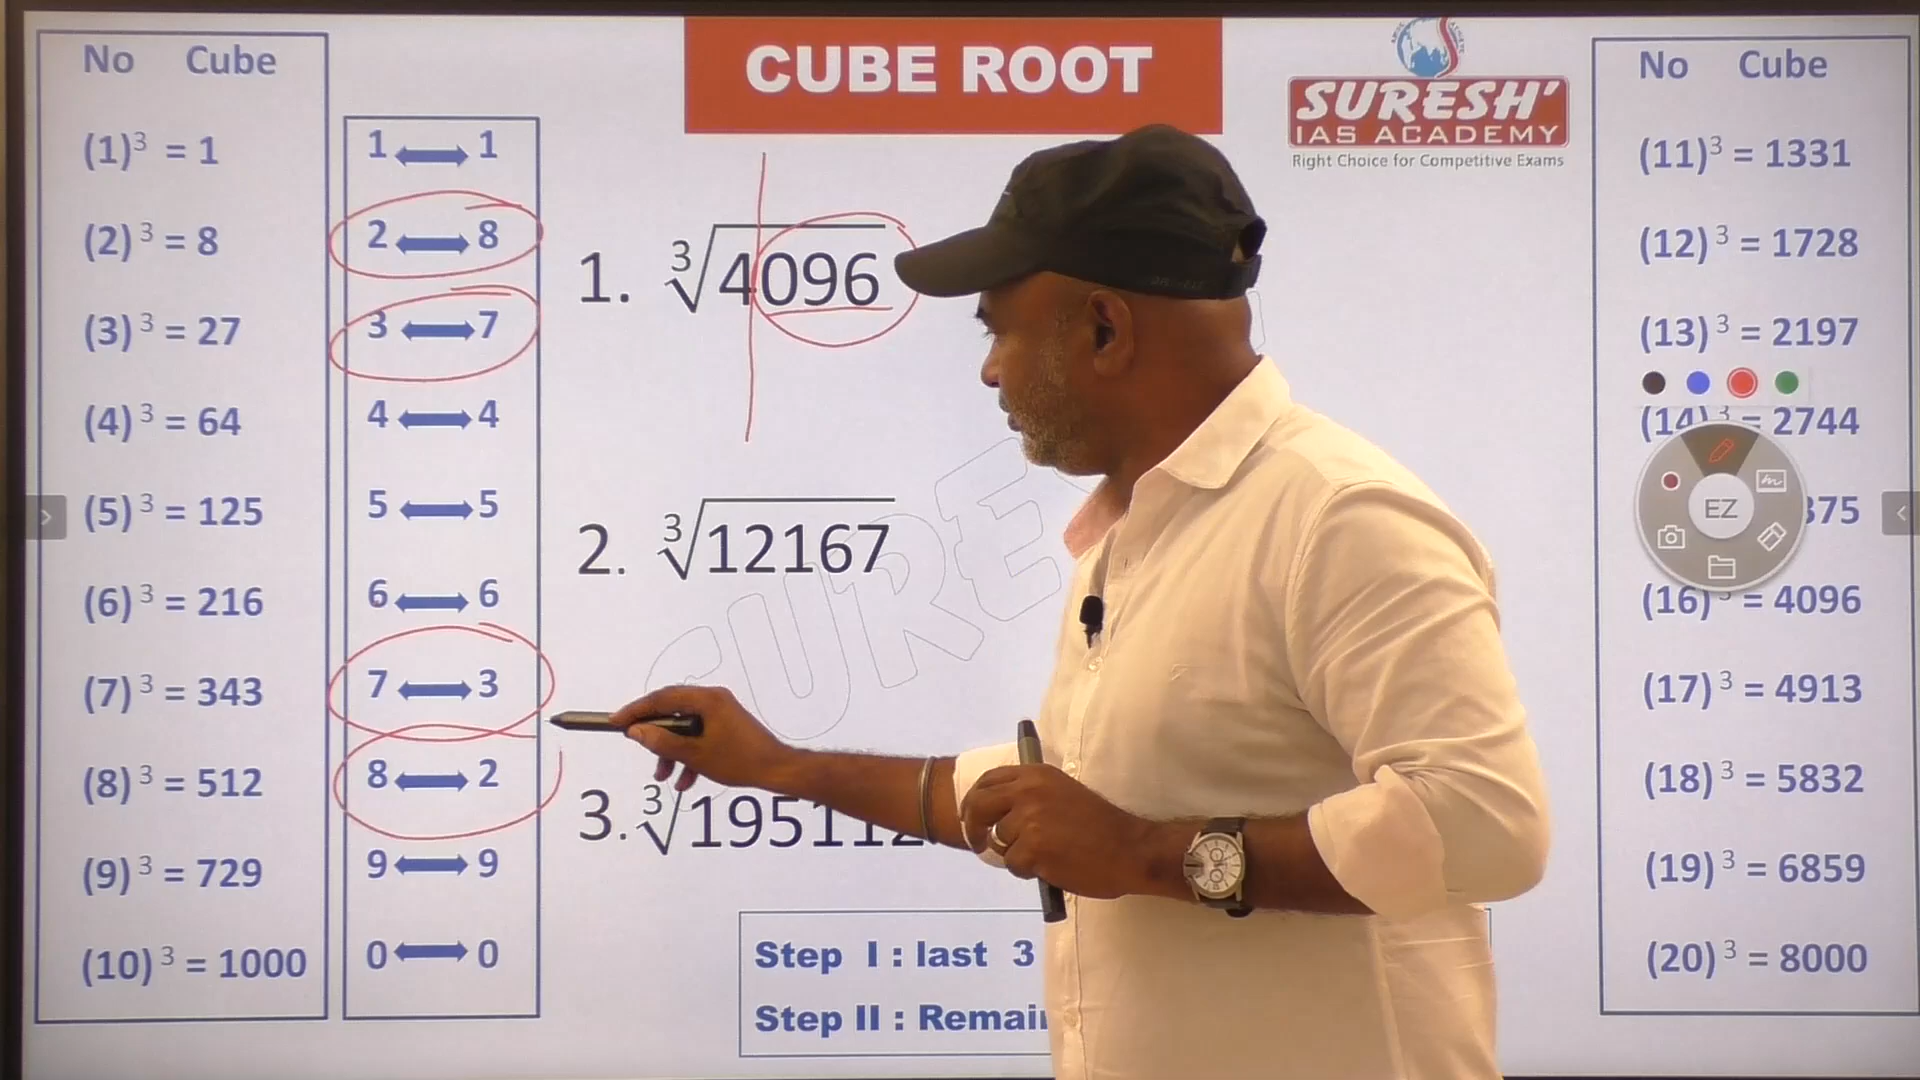 CUBE ROOT
SURESH'
IAS ACADEMY
Right Choice for Competitive Exams
No Cube
(1)³ = 1
(2)³ = 8
(3)³ = 27
(4)³ = 64
(5)³ = 125
(6)³ = 216
(7)³ = 343
(8)³ = 512
(9)³ = 729
(10)³ = 1000
1 ↔ 1
2 ↔ 8
3 ↔ 7
4 ↔ 4
5 ↔ 5
6 ↔ 6
7 ↔ 3
8 ↔ 2
9 ↔ 9
0 ↔ 0
1. ∛4096
2. ∛12167
3. ∛195112
Step I : last 3
Step II : Remai
SURE
No Cube
(11)³ = 1331
(12)³ = 1728
(13)³ = 2197
(14)³ = 2744
375
(16)³ = 4096
(17)³ = 4913
(18)³ = 5832
(19)³ = 6859
(20)³ = 8000
EZ